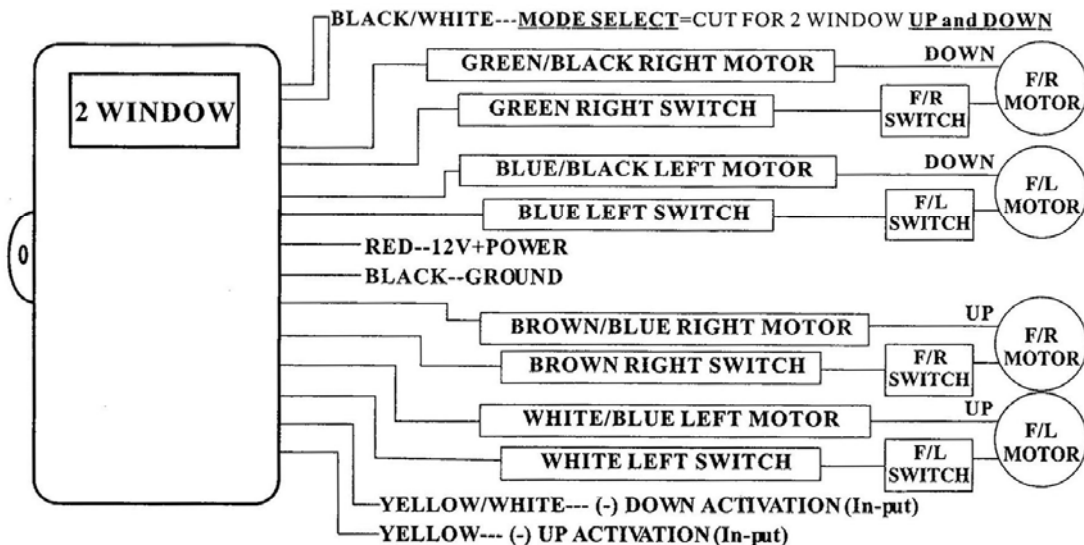 BLACK/WHITE---MODE SELECT=CUT FOR 2 WINDOW UP and DOWN
2 WINDOW
GREEN/BLACK RIGHT MOTOR
DOWN
F/R
MOTOR
GREEN RIGHT SWITCH
F/R
SWITCH
BLUE/BLACK LEFT MOTOR
DOWN
F/L
MOTOR
BLUE LEFT SWITCH
F/L
SWITCH
RED--12V+POWER
BLACK--GROUND
BROWN/BLUE RIGHT MOTOR
UP
F/R
MOTOR
BROWN RIGHT SWITCH
F/R
SWITCH
WHITE/BLUE LEFT MOTOR
UP
F/L
MOTOR
WHITE LEFT SWITCH
F/L
SWITCH
YELLOW/WHITE--- (-) DOWN ACTIVATION (In-put)
YELLOW--- (-) UP ACTIVATION (In-put)